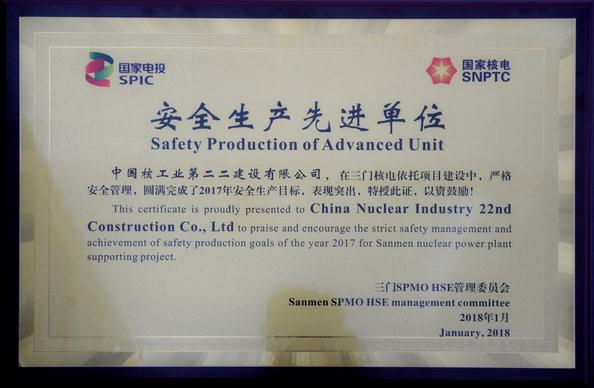 国家电投
SPIC
国家核电
SNPTC
安全生产先进单位
Safety Production of Advanced Unit
中国核工业第二二建设有限公司，在三门核电依托项目建设中，严格
安全管理，圆满完成了2017年安全生产目标，表现突出，特授此证，以资鼓励！
This certificate is proudly presented to China Nuclear Industry 22nd
Construction Co., Ltd to praise and encourage the strict safety management and
achievement of safety production goals of the year 2017 for Sanmen nuclear power plant
supporting project.
三门SPMO HSE管理委员会
Sanmen SPMO HSE management committee
2018年1月
January, 2018